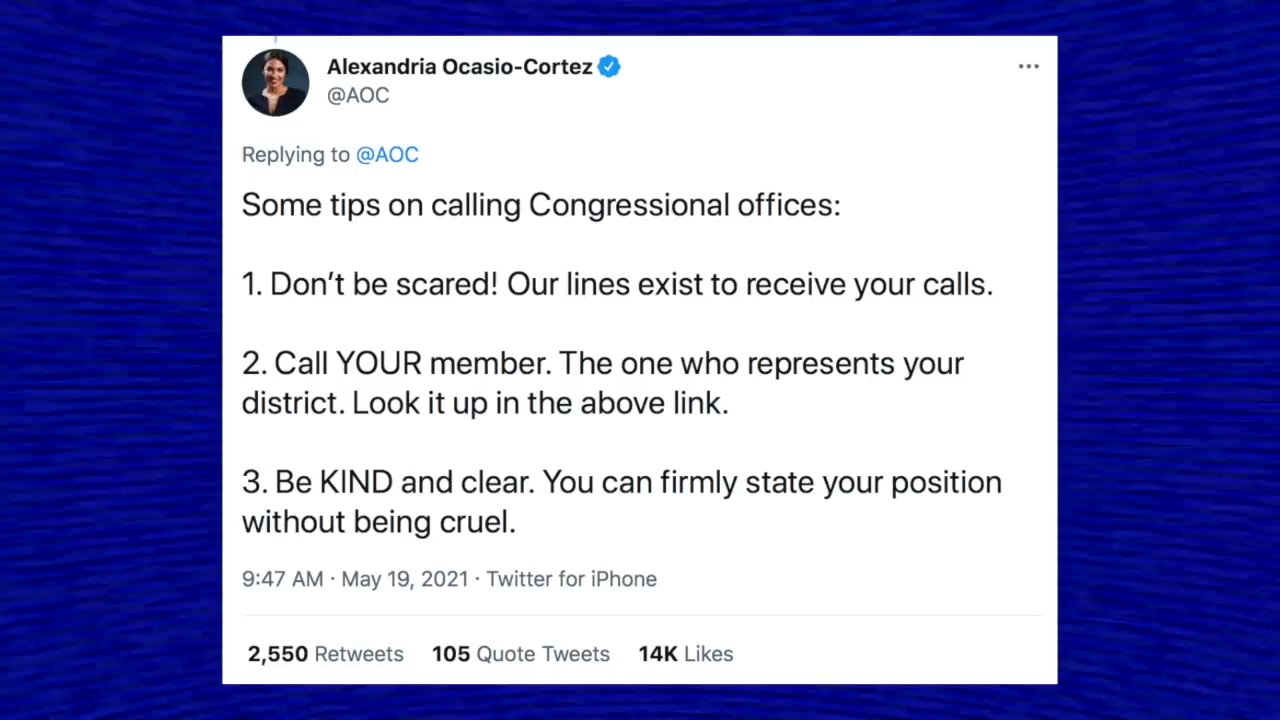 Alexandria Ocasio-Cortez
@AOC
Replying to @AOC
Some tips on calling Congressional offices:
1. Don’t be scared! Our lines exist to receive your calls.
2. Call YOUR member. The one who represents your
district. Look it up in the above link.
3. Be KIND and clear. You can firmly state your position
without being cruel.
9:47 AM · May 19, 2021 · Twitter for iPhone
2,550 Retweets 105 Quote Tweets 14K Likes